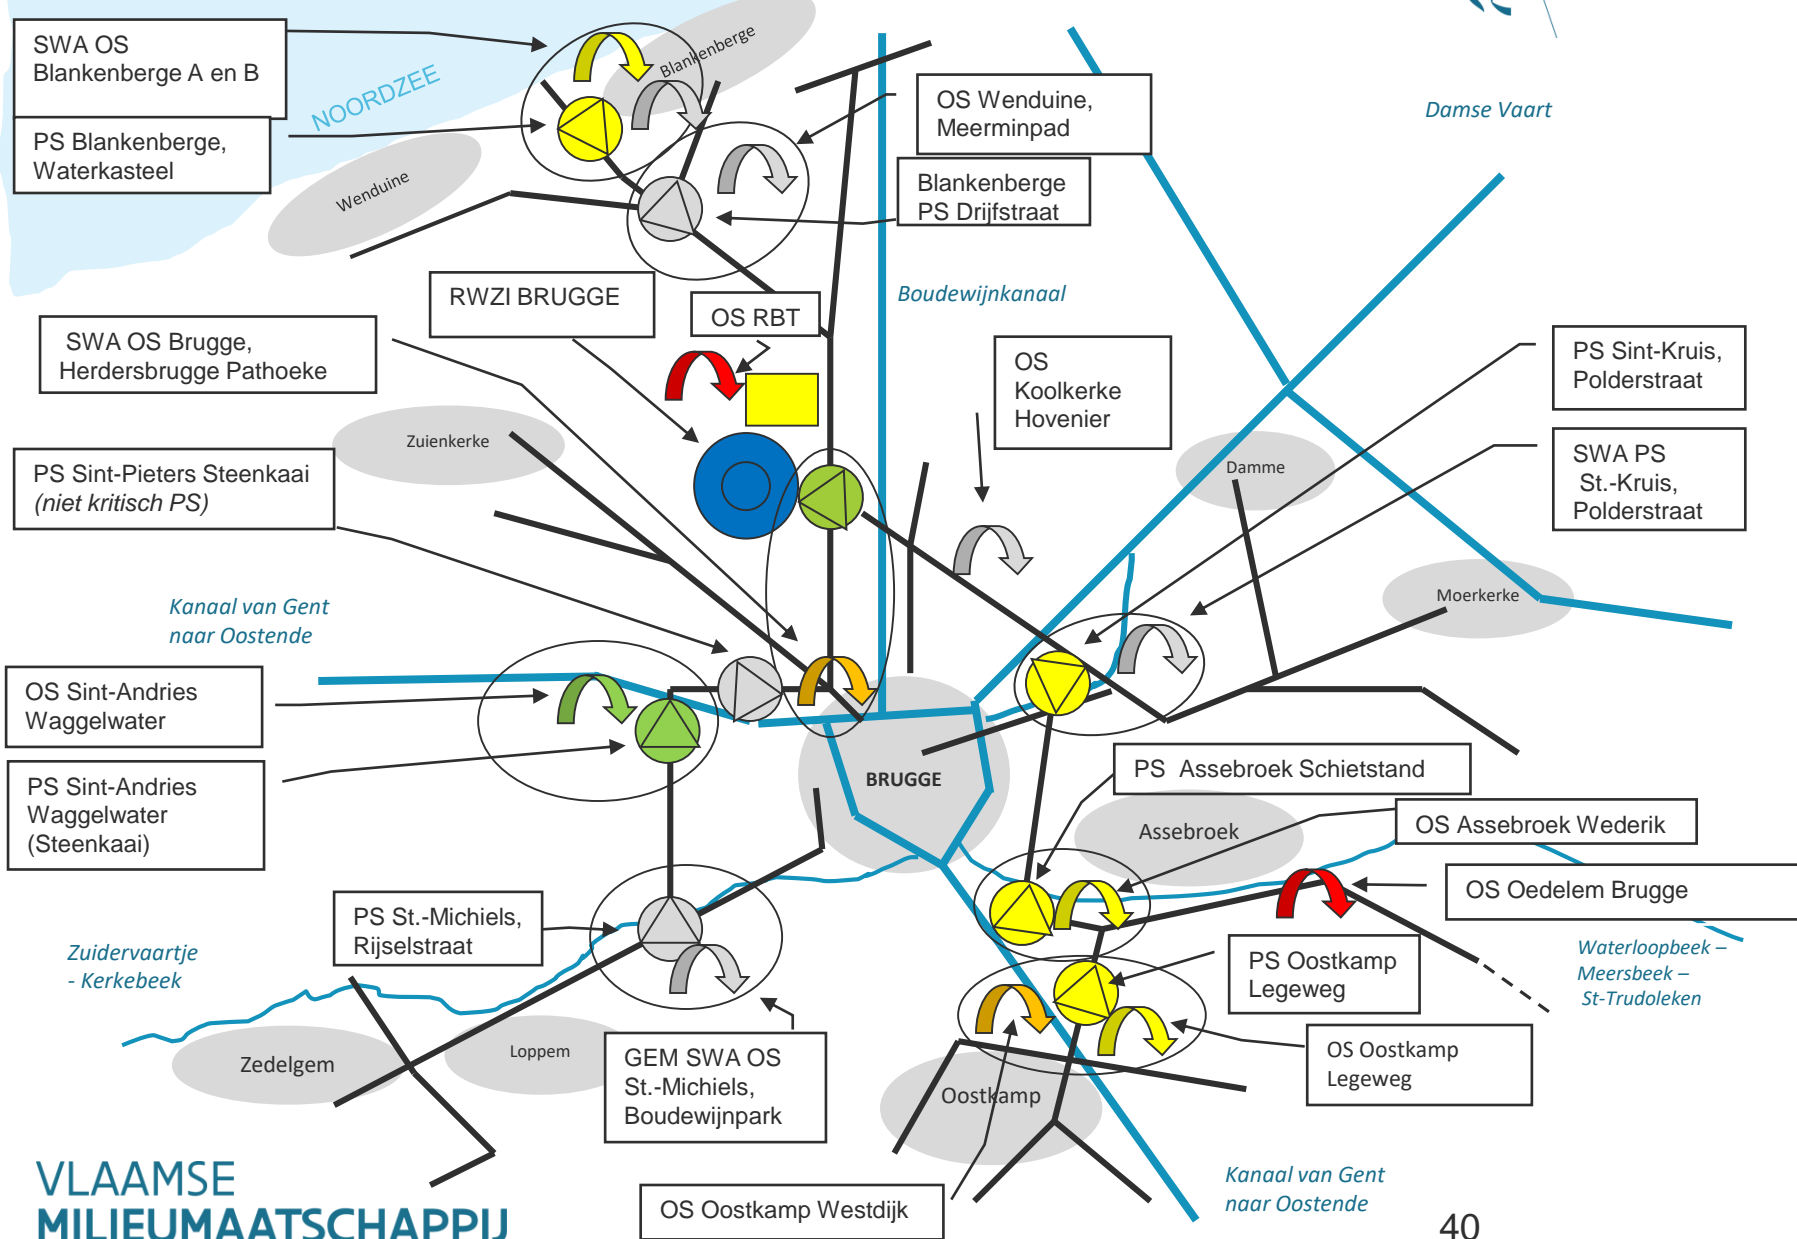 SWA OS
Blankenberge A en B
PS Blankenberge,
Waterkasteel
NOORDZEE
Blankenberge
Wenduine
OS Wenduine,
Meerminpad
Blankenberge
PS Drijfstraat
Damse Vaart
RWZI BRUGGE
OS RBT
Boudewijnkanaal
SWA OS Brugge,
Herdersbrugge Pathoeke
OS
Koolkerke
Hovenier
PS Sint-Kruis,
Polderstraat
SWA PS
St.-Kruis,
Polderstraat
Zuienkerke
Damme
PS Sint-Pieters Steenkaai
(niet kritisch PS)
Moerkerke
Kanaal van Gent
naar Oostende
OS Sint-Andries
Waggelwater
PS Sint-Andries
Waggelwater
(Steenkaai)
BRUGGE
PS Assebroek Schietstand
Assebroek
OS Assebroek Wederik
OS Oedelem Brugge
PS St.-Michiels,
Rijselstraat
Zuidervaartje
- Kerkebeek
PS Oostkamp
Legeweg
Waterloopbeek –
Meersbeek –
St-Trudoleken
Zedelgem
Loppem
GEM SWA OS
St.-Michiels,
Boudewijnpark
OS Oostkamp
Legeweg
Oostkamp
OS Oostkamp Westdijk
Kanaal van Gent
naar Oostende
VLAAMSE
MILIEUMAATSCHAPPIJ
40